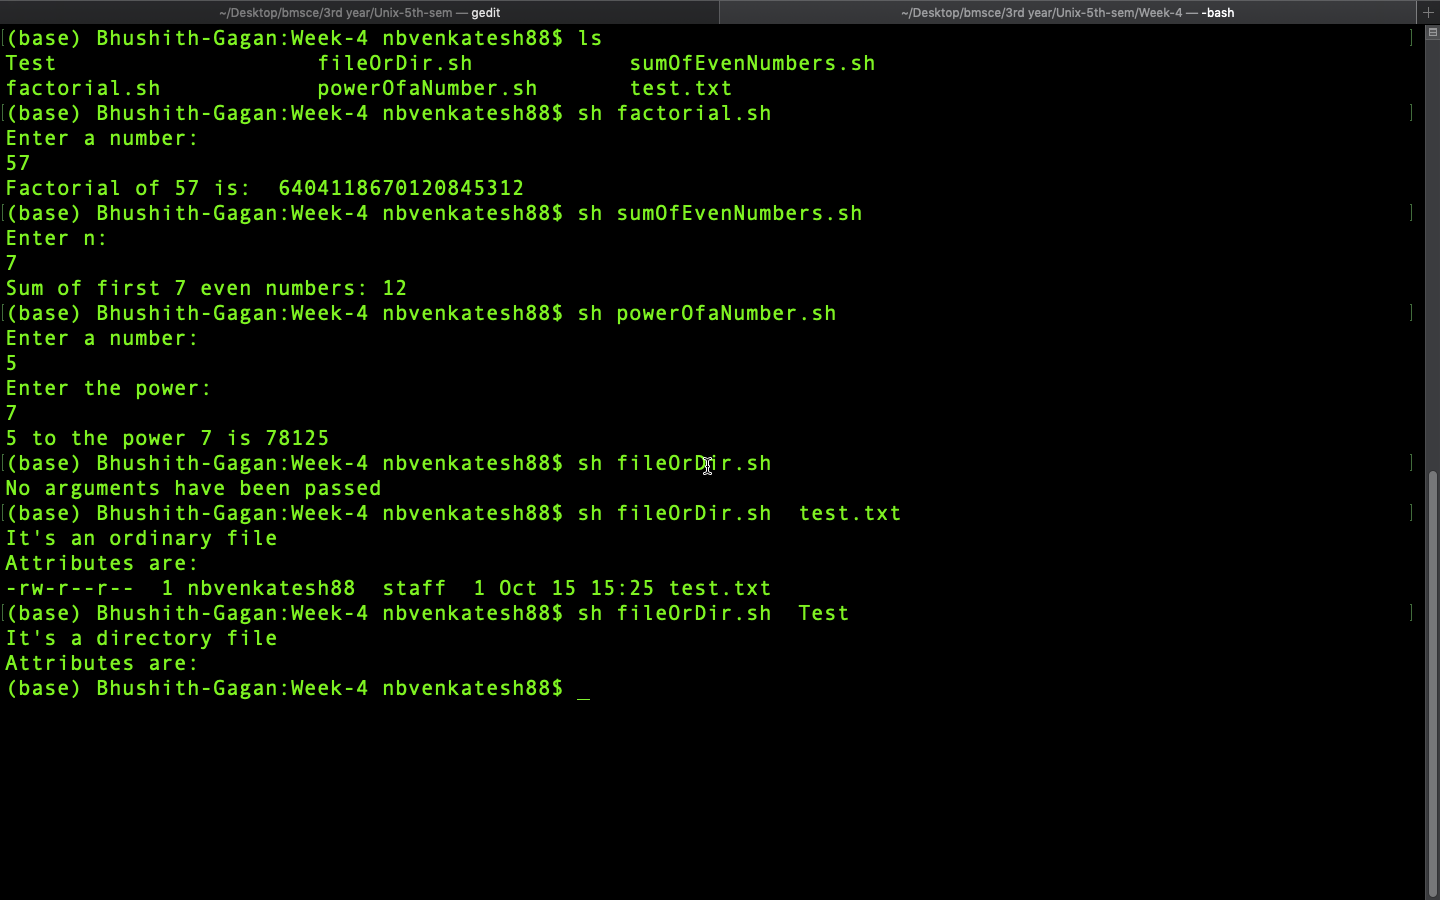 ~/Desktop/bmsce/3rd year/Unix-5th-sem — gedit
~/Desktop/bmsce/3rd year/Unix-5th-sem/Week-4 — -bash
(base) Bhushith-Gagan:Week-4 nbvenkatesh88$ ls
Test fileOrDir.sh sumOfEvenNumbers.sh
factorial.sh powerOfaNumber.sh test.txt
(base) Bhushith-Gagan:Week-4 nbvenkatesh88$ sh factorial.sh
Enter a number:
57
Factorial of 57 is:  6404118670120845312
(base) Bhushith-Gagan:Week-4 nbvenkatesh88$ sh sumOfEvenNumbers.sh
Enter n:
7
Sum of first 7 even numbers: 12
(base) Bhushith-Gagan:Week-4 nbvenkatesh88$ sh powerOfaNumber.sh
Enter a number:
5
Enter the power:
7
5 to the power 7 is 78125
(base) Bhushith-Gagan:Week-4 nbvenkatesh88$ sh fileOrDir.sh
No arguments have been passed
(base) Bhushith-Gagan:Week-4 nbvenkatesh88$ sh fileOrDir.sh  test.txt
It's an ordinary file
Attributes are:
-rw-r--r--  1 nbvenkatesh88  staff  1 Oct 15 15:25 test.txt
(base) Bhushith-Gagan:Week-4 nbvenkatesh88$ sh fileOrDir.sh  Test
It's a directory file
Attributes are:
(base) Bhushith-Gagan:Week-4 nbvenkatesh88$ _